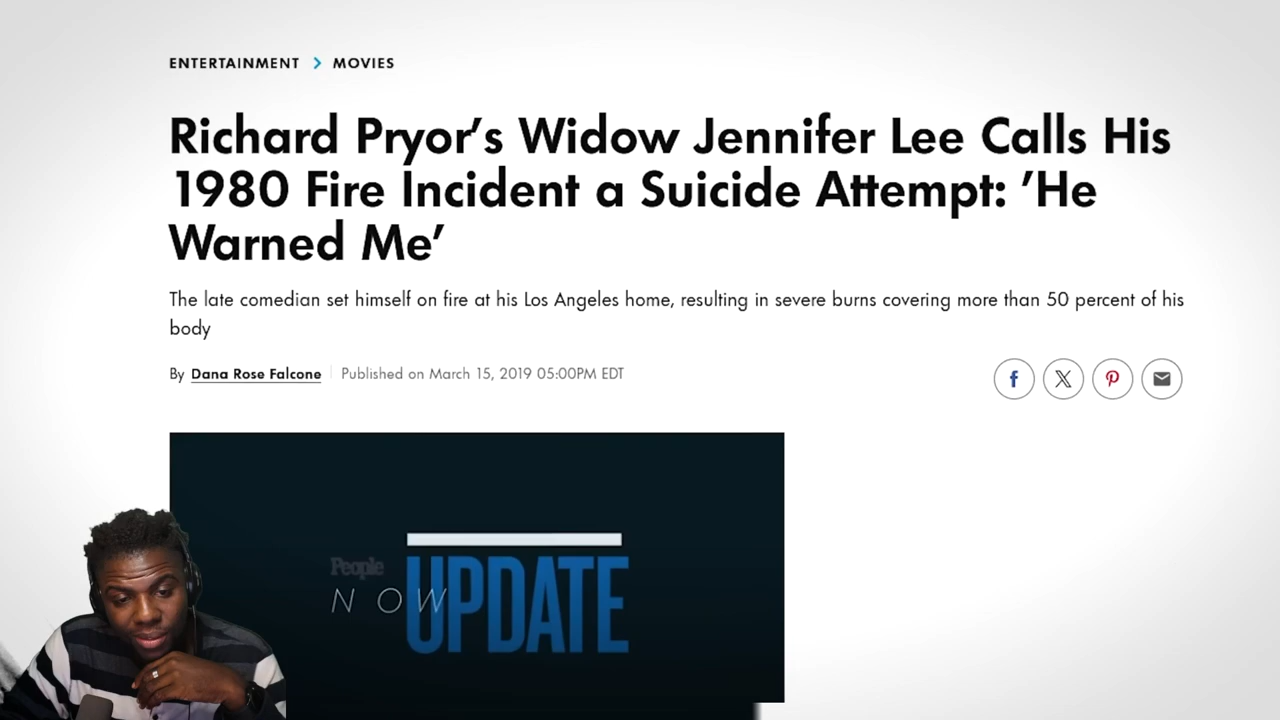 ENTERTAINMENT > MOVIES
Richard Pryor's Widow Jennifer Lee Calls His
1980 Fire Incident a Suicide Attempt: 'He
Warned Me'
The late comedian set himself on fire at his Los Angeles home, resulting in severe burns covering more than 50 percent of his
body
By Dana Rose Falcone Published on March 15, 2019 05:00PM EDT
People
NOW
UPDATE